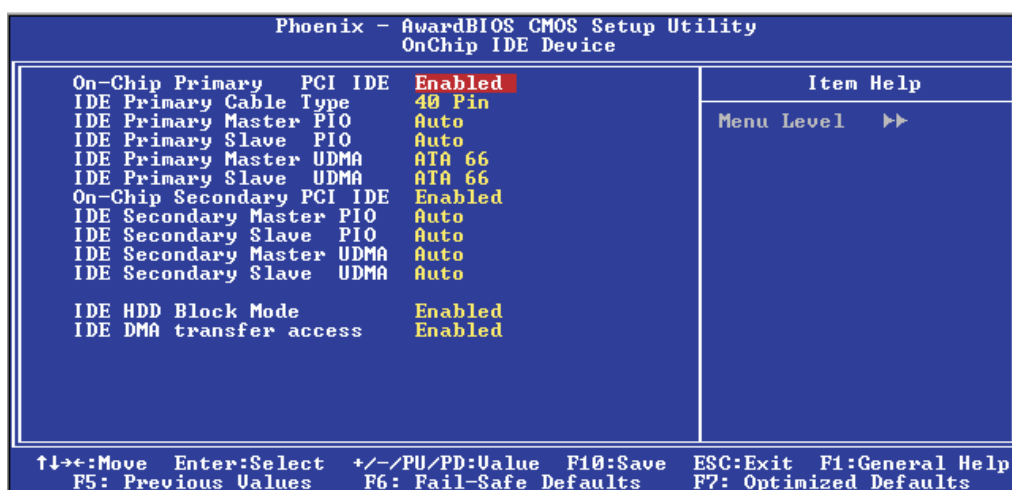 Phoenix - AwardBIOS CMOS Setup Utility
OnChip IDE Device
On-Chip Primary PCI IDE Enabled
IDE Primary Cable Type 40 Pin
IDE Primary Master PIO Auto
IDE Primary Slave PIO Auto
IDE Primary Master UDMA ATA 66
IDE Primary Slave UDMA ATA 66
On-Chip Secondary PCI IDE Enabled
IDE Secondary Master PIO Auto
IDE Secondary Slave PIO Auto
IDE Secondary Master UDMA Auto
IDE Secondary Slave UDMA Auto
IDE HDD Block Mode Enabled
IDE DMA transfer access Enabled
Item Help
Menu Level ▶▶
↑↓→←:Move Enter:Select +/-/PU/PD:Value F10:Save ESC:Exit F1:General Help
F5: Previous Values F6: Fail-Safe Defaults F7: Optimized Defaults